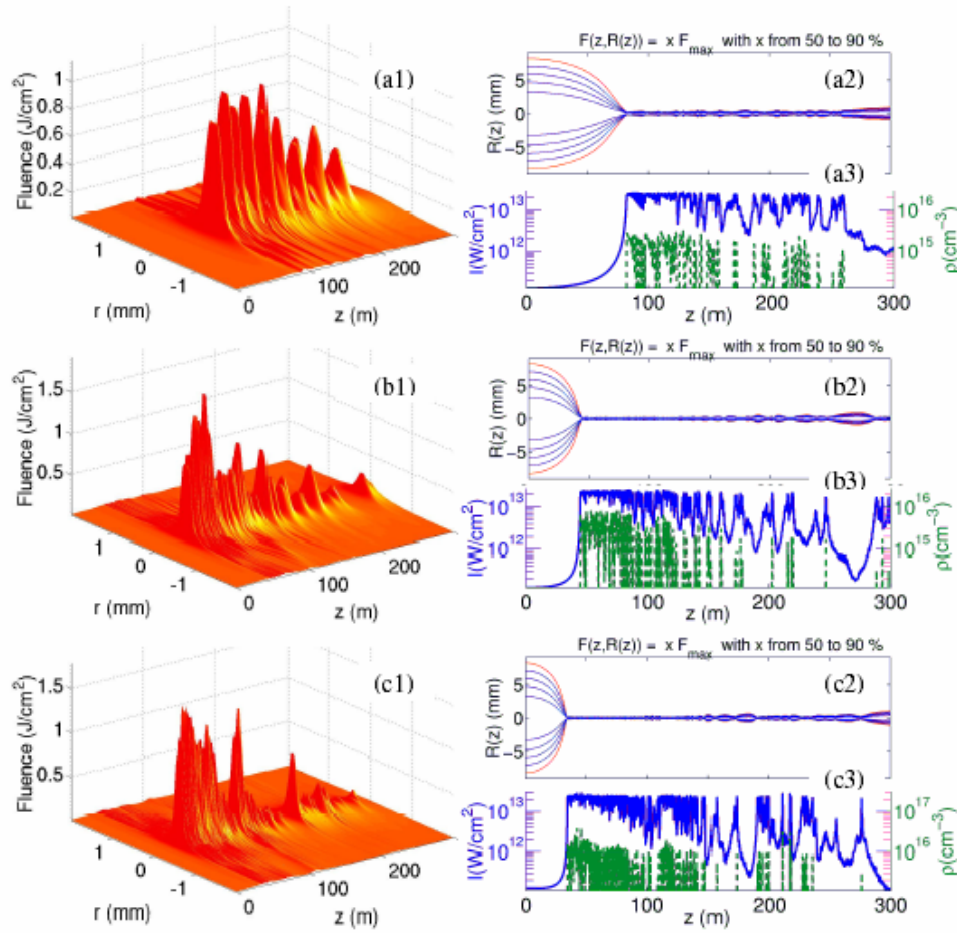 F(z,R(z)) = x F_max with x from 50 to 90 %
(a1)
Fluence (J/cm²)
1
0.8
0.6
0.4
0.2
1
0
-1
r (mm)
0
100
200
z (m)
(a2)
R(z) (mm)
5
0
−5
(a3)
I(W/cm²)
10^13
10^12
10^16
10^15
ρ(cm^−3)
0
100
200
300
z (m)
F(z,R(z)) = x F_max with x from 50 to 90 %
(b1)
Fluence (J/cm²)
1.5
1
0.5
1
0
-1
r (mm)
0
100
200
z (m)
(b2)
R(z) (mm)
5
0
−5
(b3)
I(W/cm²)
10^13
10^12
10^16
10^15
ρ(cm^−3)
0
100
200
300
z (m)
F(z,R(z)) = x F_max with x from 50 to 90 %
(c1)
Fluence (J/cm²)
1.5
1
0.5
1
0
-1
r (mm)
0
100
200
z (m)
(c2)
R(z) (mm)
5
0
−5
(c3)
I(W/cm²)
10^13
10^12
10^17
10^16
ρ(cm^−3)
0
100
200
300
z (m)